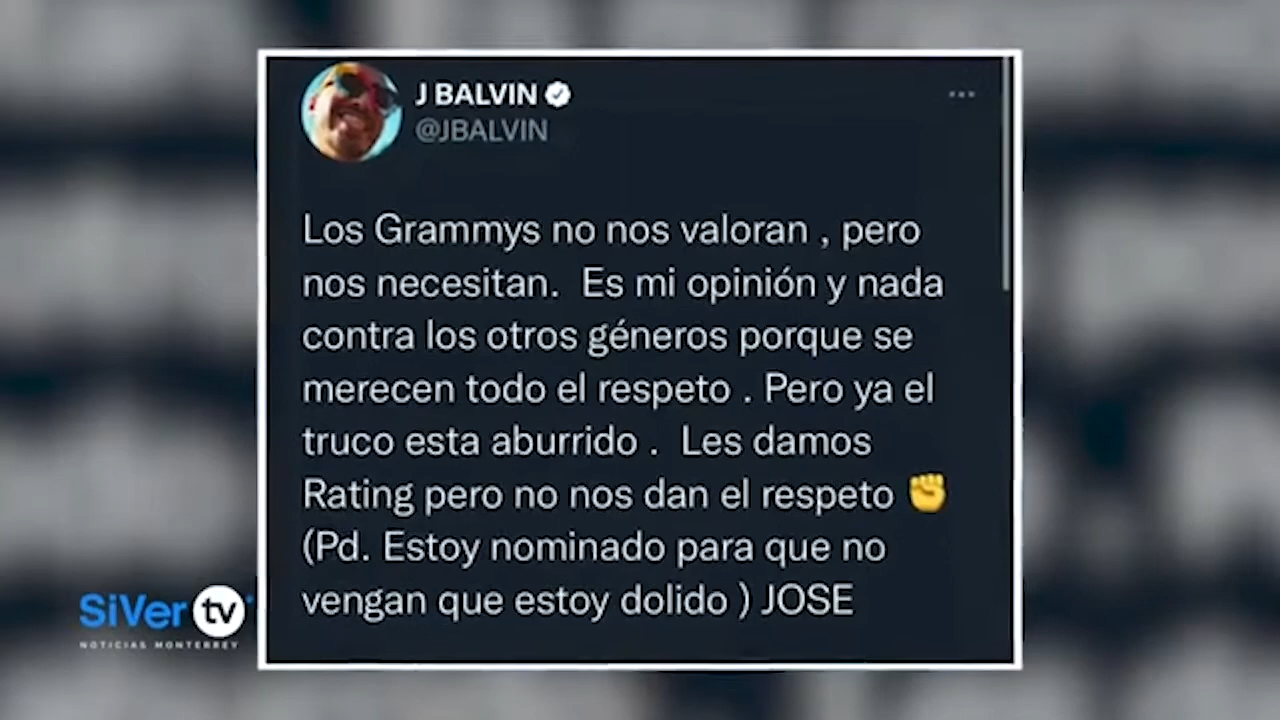 J BALVIN
@JBALVIN
Los Grammys no nos valoran , pero
nos necesitan.  Es mi opinión y nada
contra los otros géneros porque se
merecen todo el respeto . Pero ya el
truco esta aburrido .  Les damos
Rating pero no nos dan el respeto ✊
(Pd. Estoy nominado para que no
vengan que estoy dolido ) JOSE
SiVer tv
NOTICIAS MONTERREY